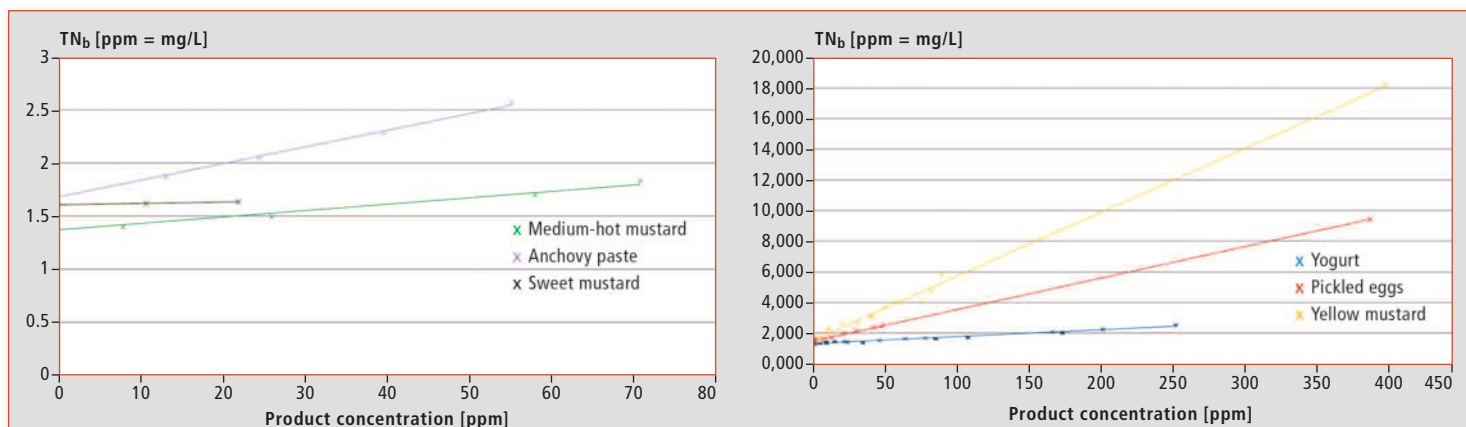 TNb [ppm = mg/L]
3
2.5
2
1.5
1
0.5
0
0 10 20 30 40 50 60 70 80
x Medium-hot mustard
x Anchovy paste
x Sweet mustard
Product concentration [ppm]
TNb [ppm = mg/L]
20,000
18,000
16,000
14,000
12,000
10,000
8,000
6,000
4,000
2,000
0,000
0 50 100 150 200 250 300 350 400 450
x Yogurt
x Pickled eggs
x Yellow mustard
Product concentration [ppm]